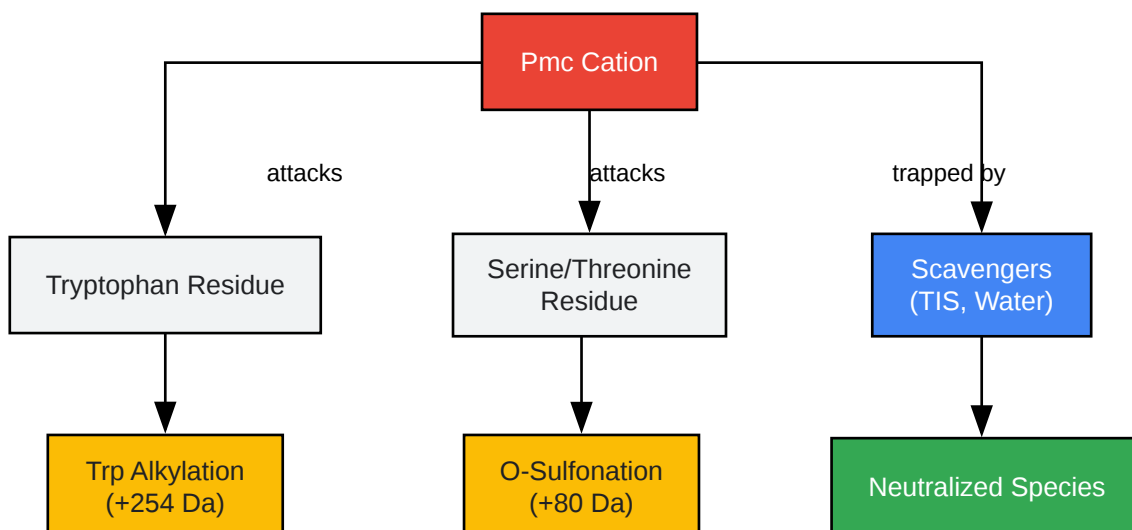 Pmc Cation
attacks
attacks
trapped by
Tryptophan Residue
Serine/Threonine
Residue
Scavengers
(TIS, Water)
Trp Alkylation
(+254 Da)
O-Sulfonation
(+80 Da)
Neutralized Species